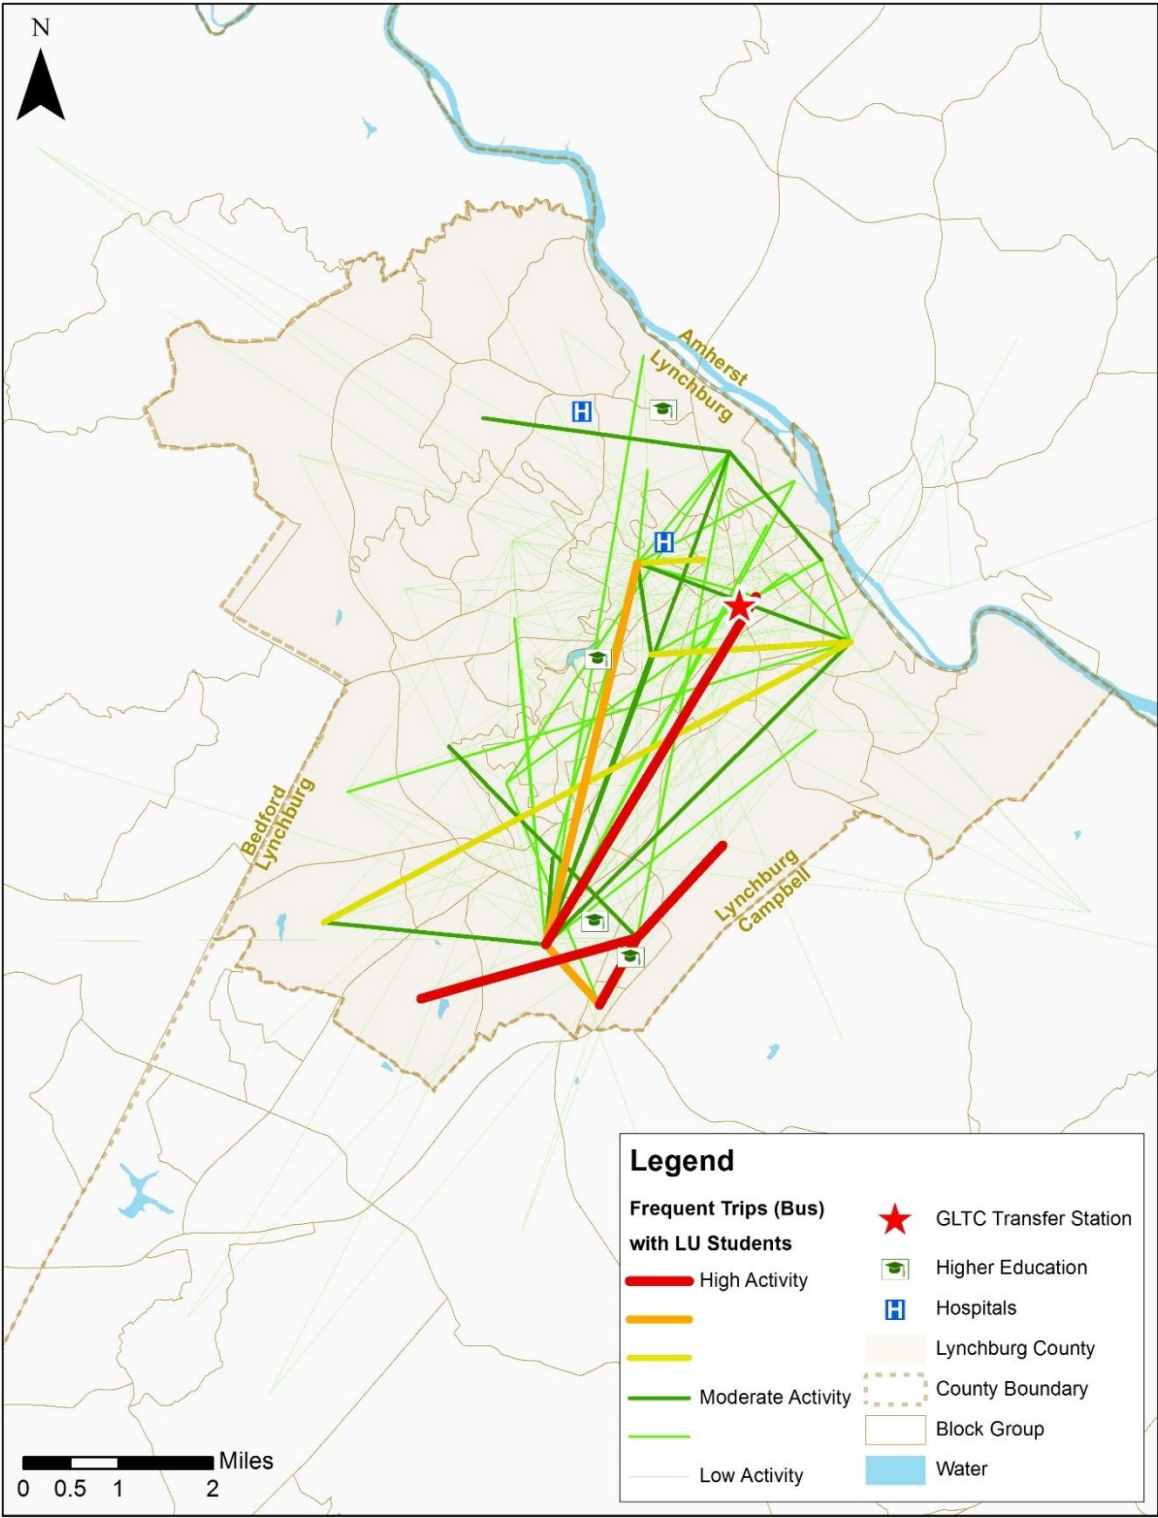 N
Amherst
Lynchburg
H
H
Bedford
Lynchburg
Lynchburg
Campbell
Legend
Frequent Trips (Bus)
with LU Students
High Activity
Moderate Activity
Low Activity
GLTC Transfer Station
Higher Education
H Hospitals
Lynchburg County
County Boundary
Block Group
Water
Miles
0 0.5 1 2